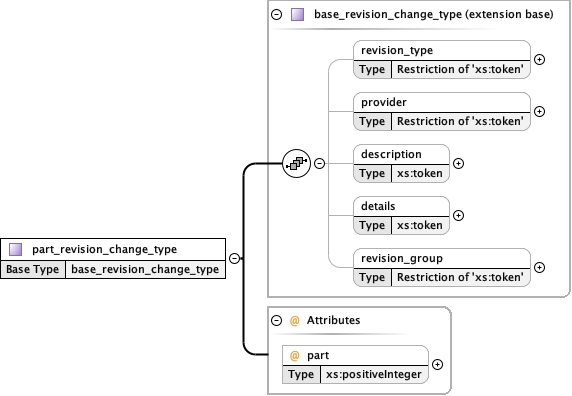 base_revision_change_type (extension base)
revision_type
Type Restriction of 'xs:token'
provider
Type Restriction of 'xs:token'
description
Type xs:token
details
Type xs:token
revision_group
Type Restriction of 'xs:token'
part_revision_change_type
Base Type base_revision_change_type
@ Attributes
@ part
Type xs:positiveInteger